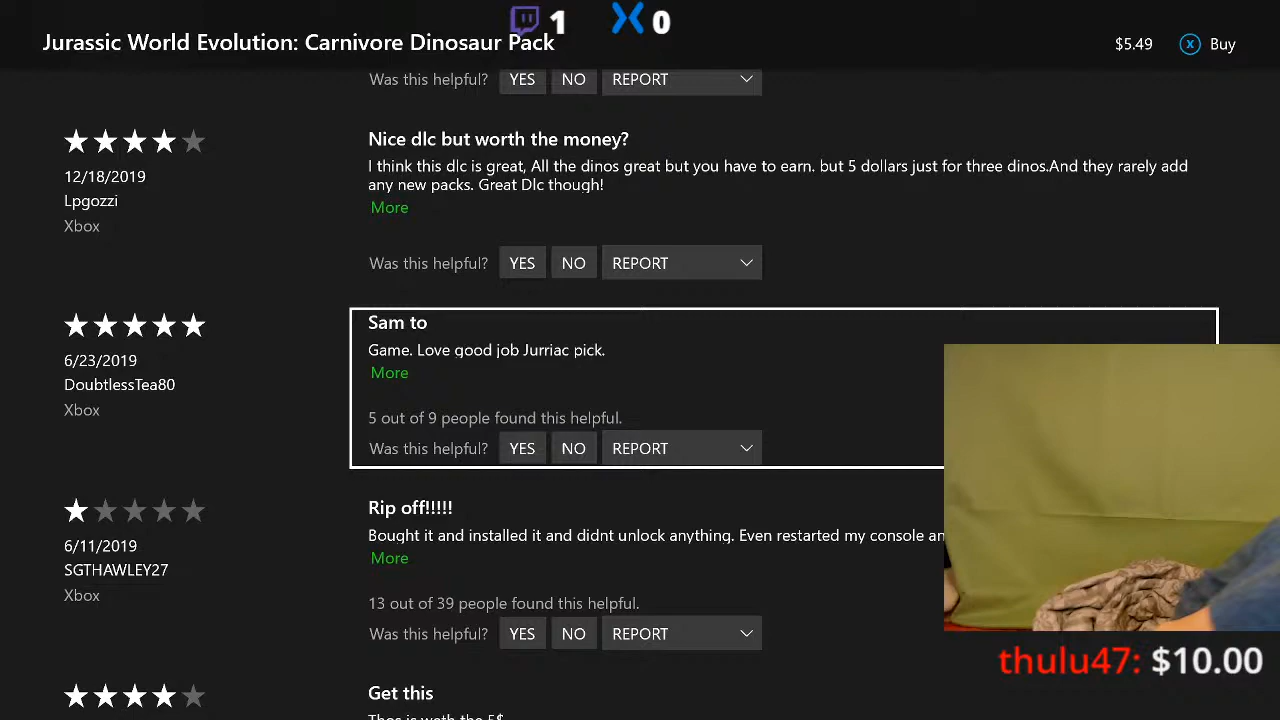 1 0
Jurassic World Evolution: Carnivore Dinosaur Pack
$5.49 X Buy
Was this helpful? YES NO REPORT
Nice dlc but worth the money?
12/18/2019
Lpgozzi
Xbox
I think this dlc is great, All the dinos great but you have to earn. but 5 dollars just for three dinos.And they rarely add
any new packs. Great Dlc though!
More
Was this helpful? YES NO REPORT
6/23/2019
DoubtlessTea80
Xbox
Sam to
Game. Love good job Jurriac pick.
More
5 out of 9 people found this helpful.
Was this helpful? YES NO REPORT
6/11/2019
SGTHAWLEY27
Xbox
Rip off!!!!!
Bought it and installed it and didnt unlock anything. Even restarted my console an
More
13 out of 39 people found this helpful.
Was this helpful? YES NO REPORT
thulu47: $10.00
Get this
Thos is wath the 5$